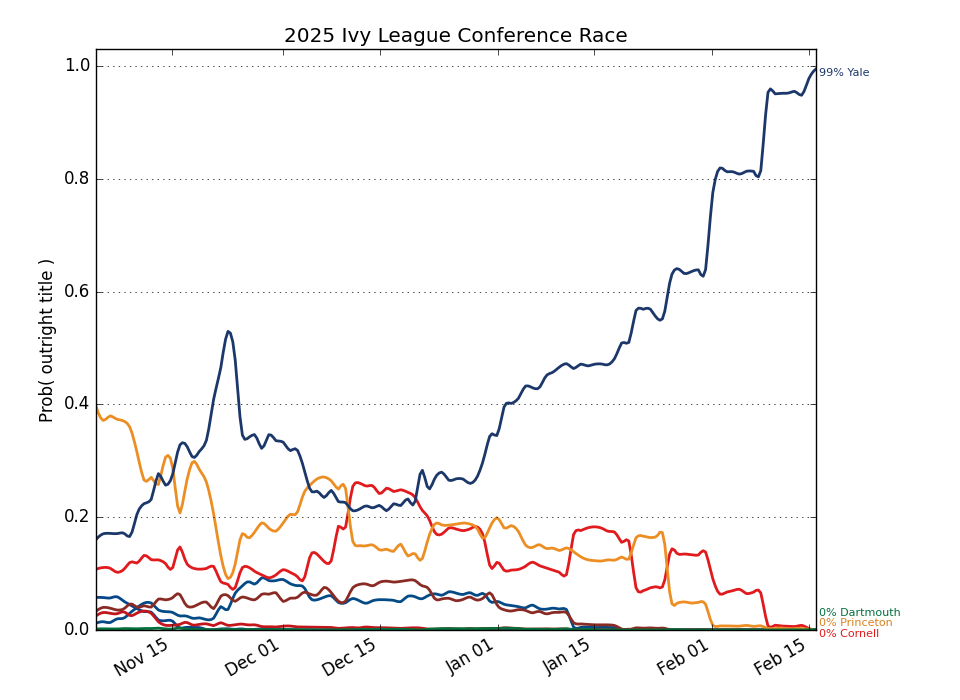 2025 Ivy League Conference Race
Prob( outright title )
1.0
0.8
0.6
0.4
0.2
0.0
Nov 15
Dec 01
Dec 15
Jan 01
Jan 15
Feb 01
Feb 15
99% Yale
0% Dartmouth
0% Princeton
0% Cornell